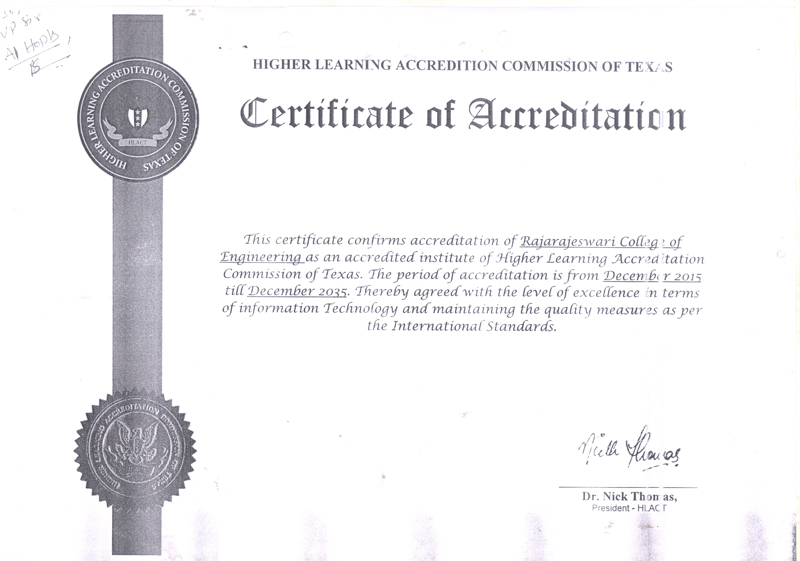 HIGHER LEARNING ACCREDITION COMMISSION OF TEXAS
Certificate of Accreditation
HIGHER LEARNING ACCREDITATION COMMISSION OF TEXAS
HLACT
This certificate confirms accreditation of Rajarajeswari College of
Engineering as an accredited institute of Higher Learning Accreditation
Commission of Texas. The period of accreditation is from December 2015
till December 2035. Thereby agreed with the level of excellence in terms
of information Technology and maintaining the quality measures as per
the International Standards.
Nick Thomas
Dr. Nick Thomas,
President - HLACT